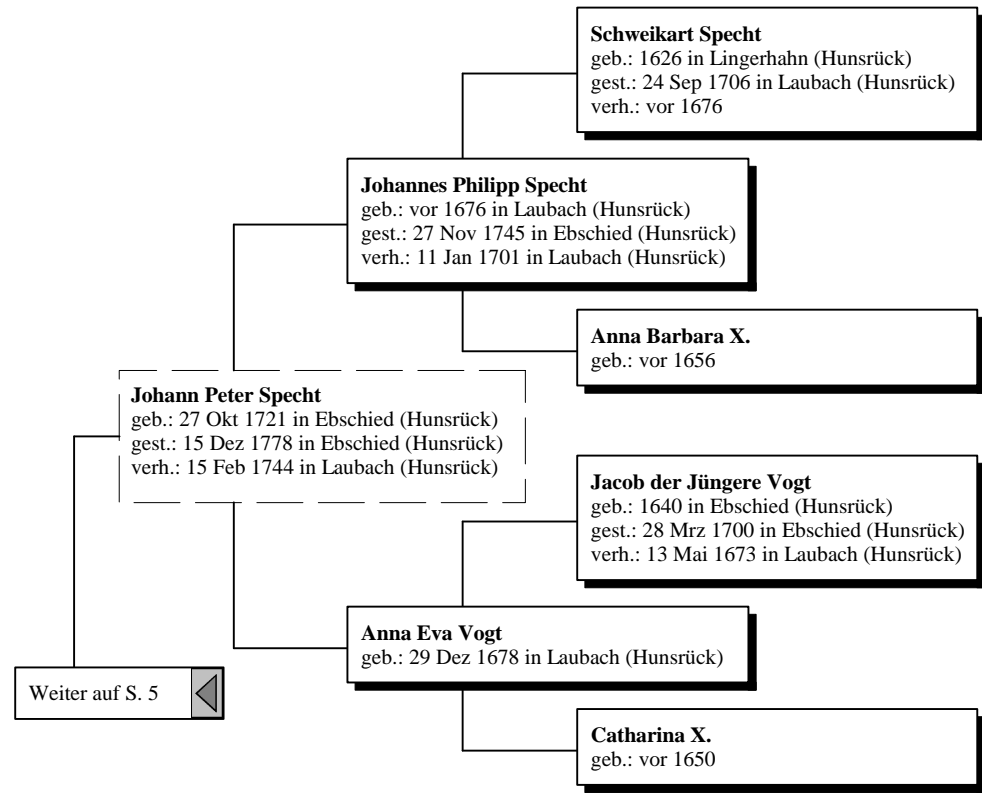 Schweikart Specht
geb.: 1626 in Lingerhahn (Hunsrück)
gest.: 24 Sep 1706 in Laubach (Hunsrück)
verh.: vor 1676
Johannes Philipp Specht
geb.: vor 1676 in Laubach (Hunsrück)
gest.: 27 Nov 1745 in Ebschied (Hunsrück)
verh.: 11 Jan 1701 in Laubach (Hunsrück)
Anna Barbara X.
geb.: vor 1656
Johann Peter Specht
geb.: 27 Okt 1721 in Ebschied (Hunsrück)
gest.: 15 Dez 1778 in Ebschied (Hunsrück)
verh.: 15 Feb 1744 in Laubach (Hunsrück)
Jacob der Jüngere Vogt
geb.: 1640 in Ebschied (Hunsrück)
gest.: 28 Mrz 1700 in Ebschied (Hunsrück)
verh.: 13 Mai 1673 in Laubach (Hunsrück)
Anna Eva Vogt
geb.: 29 Dez 1678 in Laubach (Hunsrück)
Weiter auf S. 5
Catharina X.
geb.: vor 1650